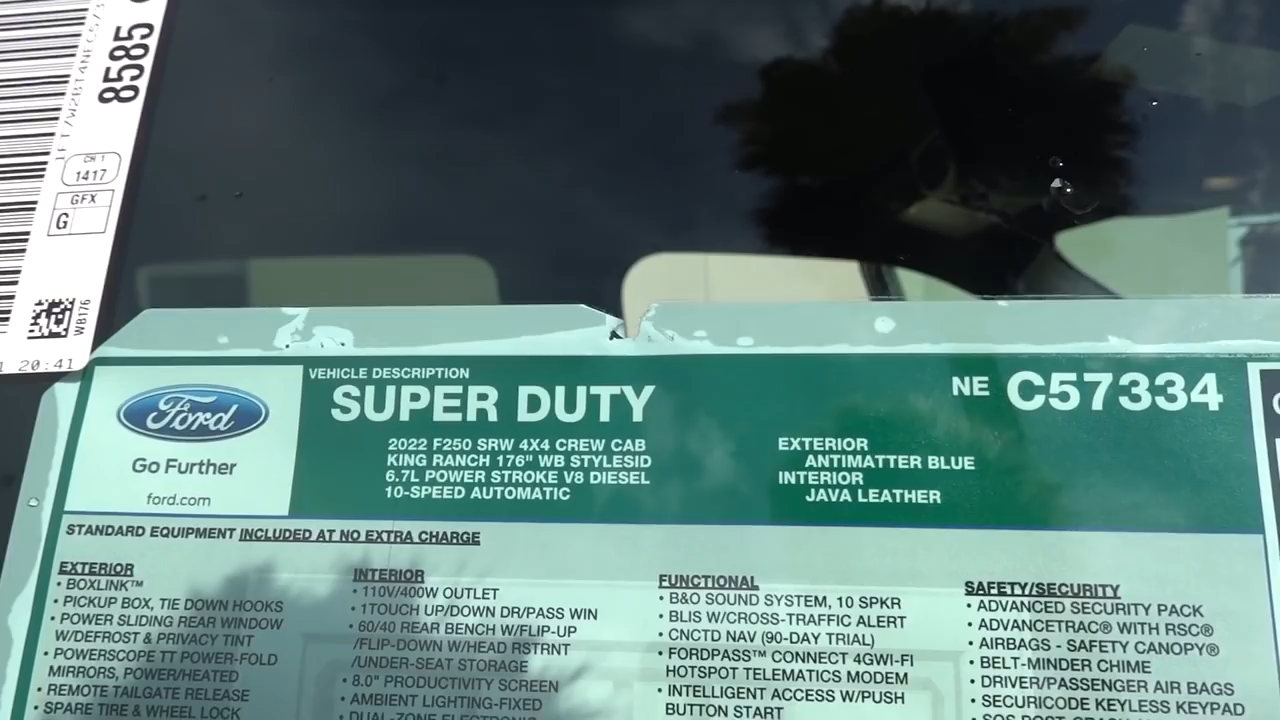 8585
CH 1
1417
GFX
G
WB176
20:41
Ford
Go Further
ford.com
VEHICLE DESCRIPTION
SUPER DUTY
2022 F250 SRW 4X4 CREW CAB
KING RANCH 176" WB STYLESID
6.7L POWER STROKE V8 DIESEL
10-SPEED AUTOMATIC
NE C57334
EXTERIOR
ANTIMATTER BLUE
INTERIOR
JAVA LEATHER
STANDARD EQUIPMENT INCLUDED AT NO EXTRA CHARGE
EXTERIOR
• BOXLINK™
• PICKUP BOX, TIE DOWN HOOKS
• POWER SLIDING REAR WINDOW
W/DEFROST & PRIVACY TINT
• POWERSCOPE TT POWER-FOLD
MIRRORS, POWER/HEATED
• REMOTE TAILGATE RELEASE
• SPARE TIRE & WHEEL LOCK
INTERIOR
• 110V/400W OUTLET
• 1TOUCH UP/DOWN DR/PASS WIN
• 60/40 REAR BENCH W/FLIP-UP
/FLIP-DOWN W/HEAD RSTRNT
/UNDER-SEAT STORAGE
• 8.0" PRODUCTIVITY SCREEN
• AMBIENT LIGHTING-FIXED
• DUAL-ZONE ELECTRONIC
FUNCTIONAL
• B&O SOUND SYSTEM, 10 SPKR
• BLIS W/CROSS-TRAFFIC ALERT
• CNCTD NAV (90-DAY TRIAL)
• FORDPASS™ CONNECT 4GWI-FI
HOTSPOT TELEMATICS MODEM
• INTELLIGENT ACCESS W/PUSH
BUTTON START
SAFETY/SECURITY
• ADVANCED SECURITY PACK
• ADVANCETRAC® WITH RSC®
• AIRBAGS - SAFETY CANOPY®
• BELT-MINDER CHIME
• DRIVER/PASSENGER AIR BAGS
• SECURICODE KEYLESS KEYPAD